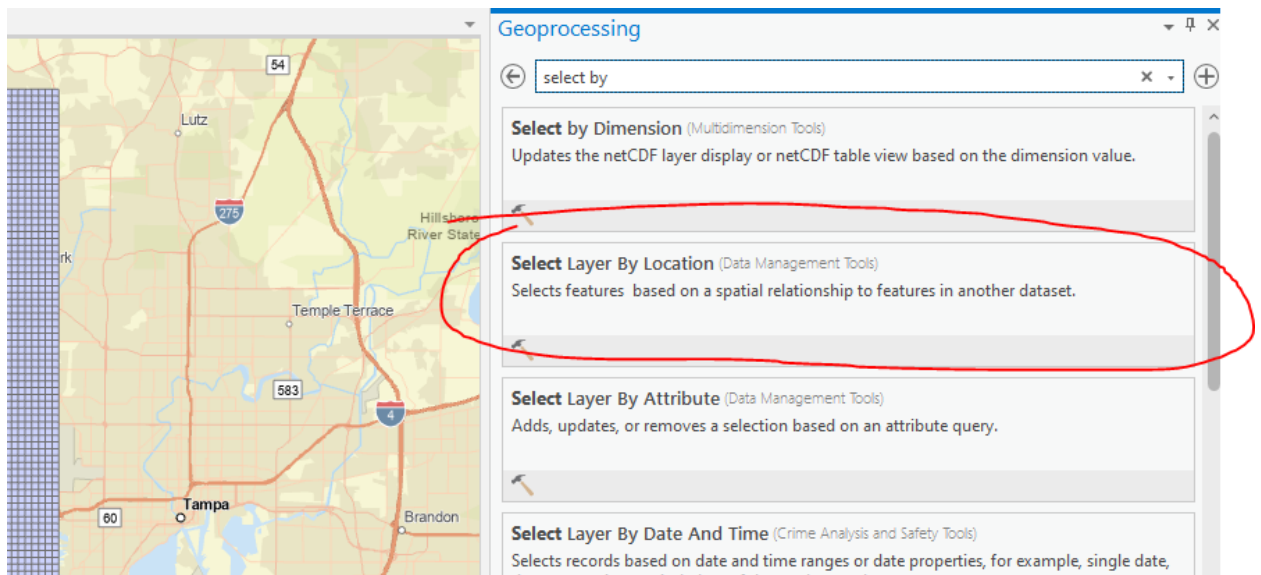 Geoprocessing
select by
Select by Dimension (Multidimension Tools)
Updates the netCDF layer display or netCDF table view based on the dimension value.
Select Layer By Location (Data Management Tools)
Selects features based on a spatial relationship to features in another dataset.
Select Layer By Attribute (Data Management Tools)
Adds, updates, or removes a selection based on an attribute query.
Select Layer By Date And Time (Crime Analysis and Safety Tools)
Selects records based on date and time ranges or date properties, for example, single date,
54
Lutz
275
River State
Temple Terrace
583
4
Tampa
60
Brandon